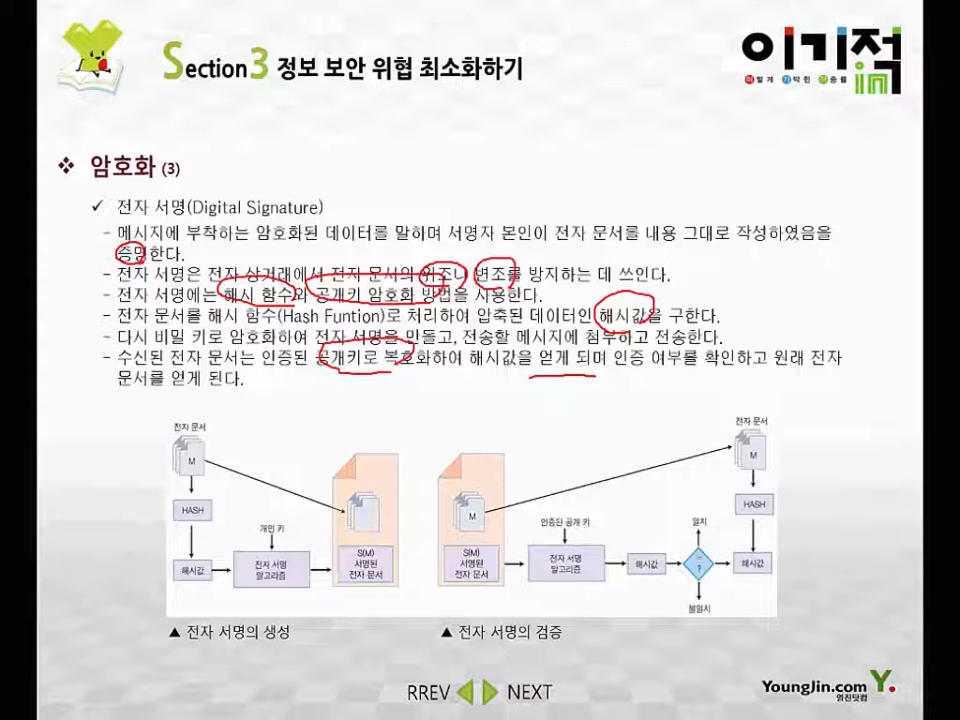 Section3 정보 보안 위협 최소화하기
이기적in
이렇게 기막힌 적중률
❖ 암호화 (3)
✓ 전자 서명(Digital Signature)
- 메시지에 부착하는 암호화된 데이터를 말하며 서명자 본인이 전자 문서를 내용 그대로 작성하였음을
증명한다.
- 전자 서명은 전자 상거래에서 전자 문서의 위조나 변조를 방지하는 데 쓰인다.
- 전자 서명에는 해시 함수와 공개키 암호화 방법을 사용한다.
- 전자 문서를 해시 함수(Hash Funtion)로 처리하여 압축된 데이터인 해시값을 구한다.
- 다시 비밀 키로 암호화하여 전자 서명을 만들고, 전송할 메시지에 첨부하고 전송한다.
- 수신된 전자 문서는 인증된 공개키로 복호화하여 해시값을 얻게 되며 인증 여부를 확인하고 원래 전자
문서를 얻게 된다.
전자 문서
M
HASH
해시값
개인 키
전자 서명
알고리즘
S(M)
서명된
전자 문서
▲ 전자 서명의 생성
M
S(M)
서명된
전자 문서
인증된 공개 키
전자 서명
알고리즘
해시값
일치
=
?
불일치
전자 문서
M
HASH
해시값
▲ 전자 서명의 검증
RREV NEXT
YoungJin.com Y.
영진닷컴